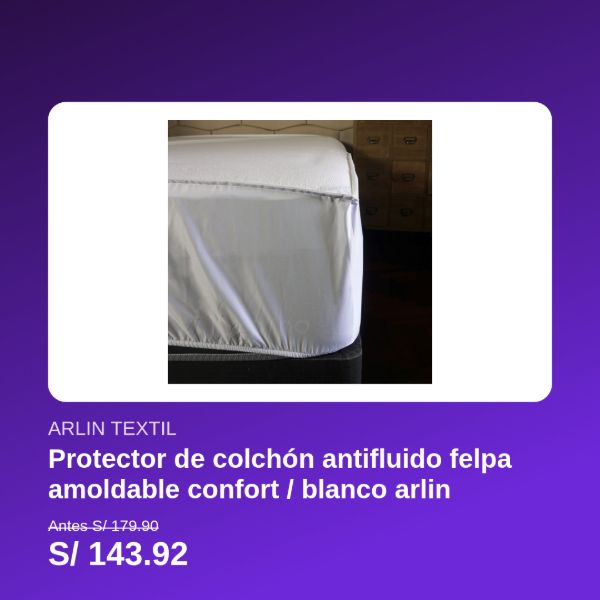 ARLIN TEXTIL
Protector de colchón antifluido felpa
amoldable confort / blanco arlin
Antes S/ 179.90
S/ 143.92